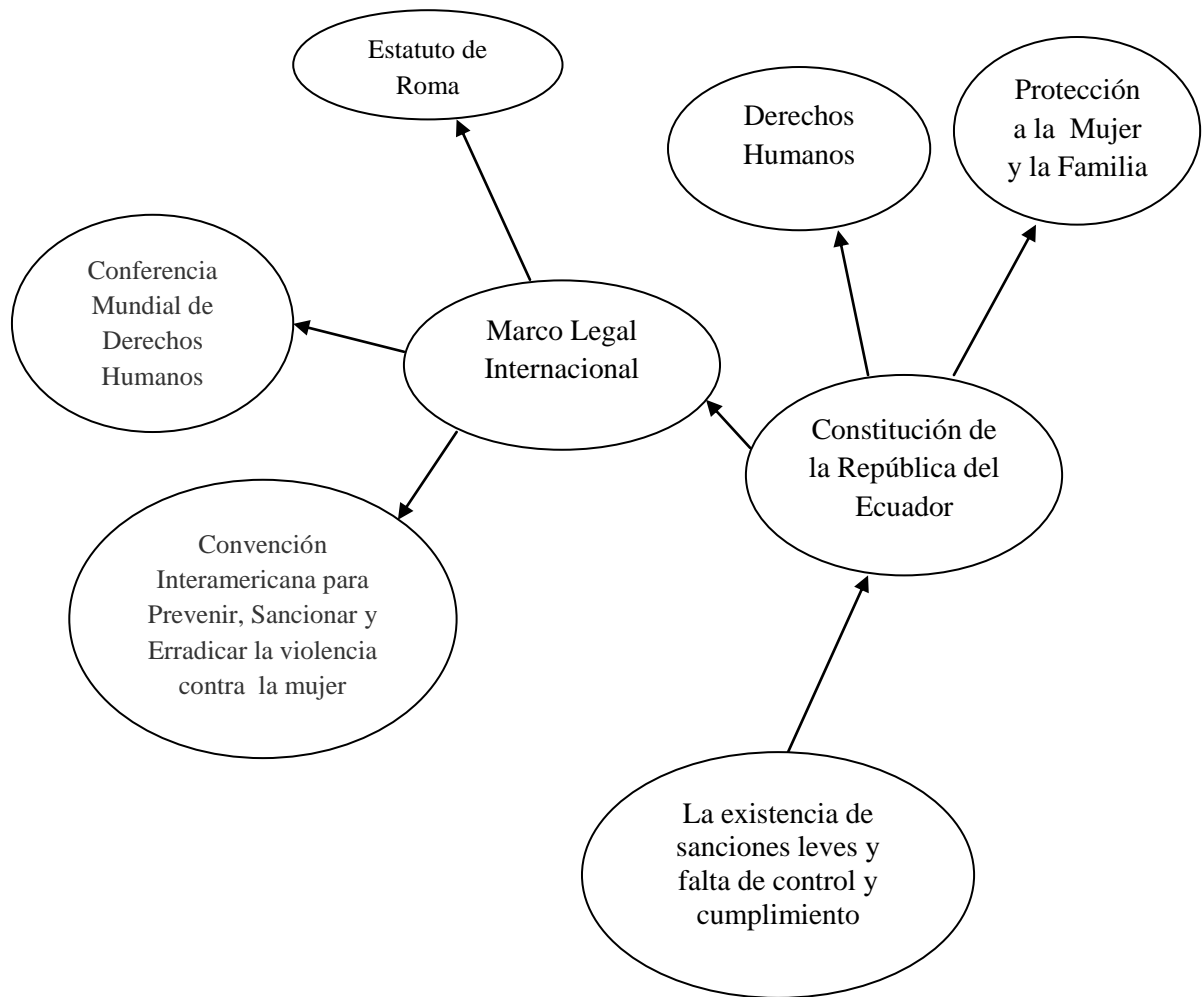 Estatuto de
Roma
Derechos
Humanos
Protección
a la Mujer
y la Familia
Conferencia
Mundial de
Derechos
Humanos
Marco Legal
Internacional
Constitución de
la República del
Ecuador
Convención
Interamericana para
Prevenir, Sancionar y
Erradicar la violencia
contra la mujer
La existencia de
sanciones leves y
falta de control y
cumplimiento